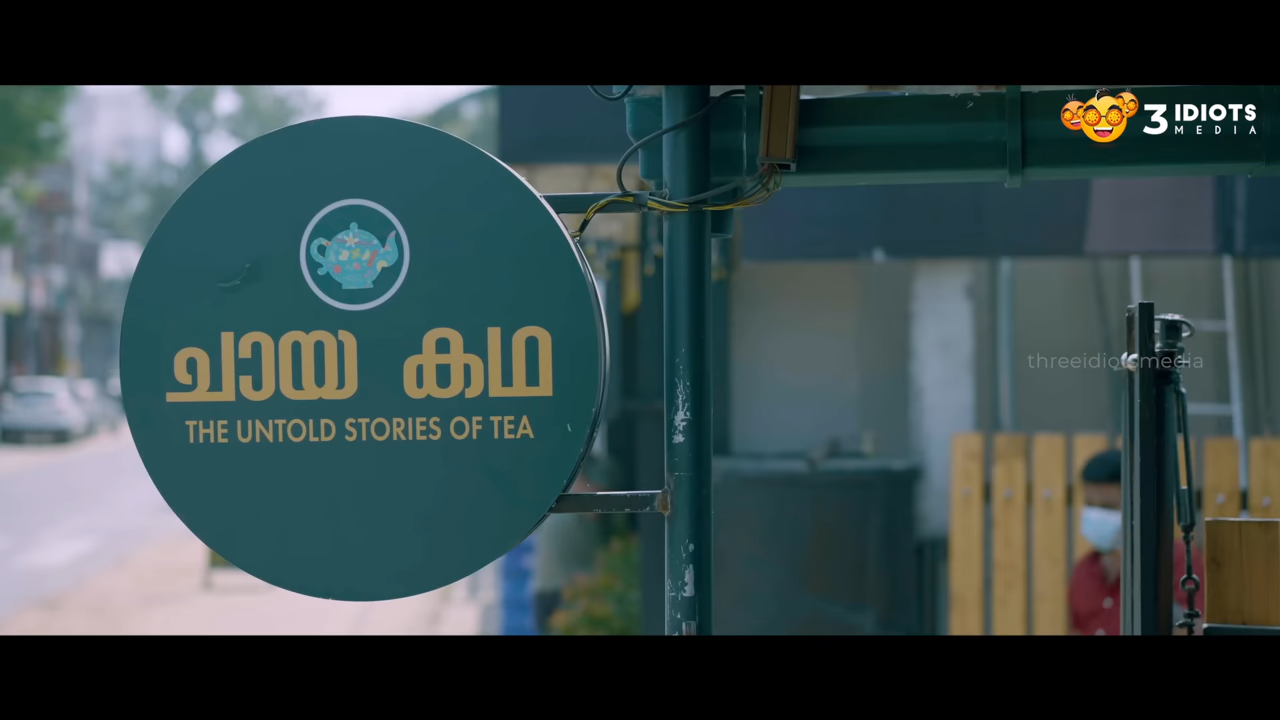 3 IDIOTS
MEDIA
ചായ കഥ
THE UNTOLD STORIES OF TEA
threeidiotsmedia